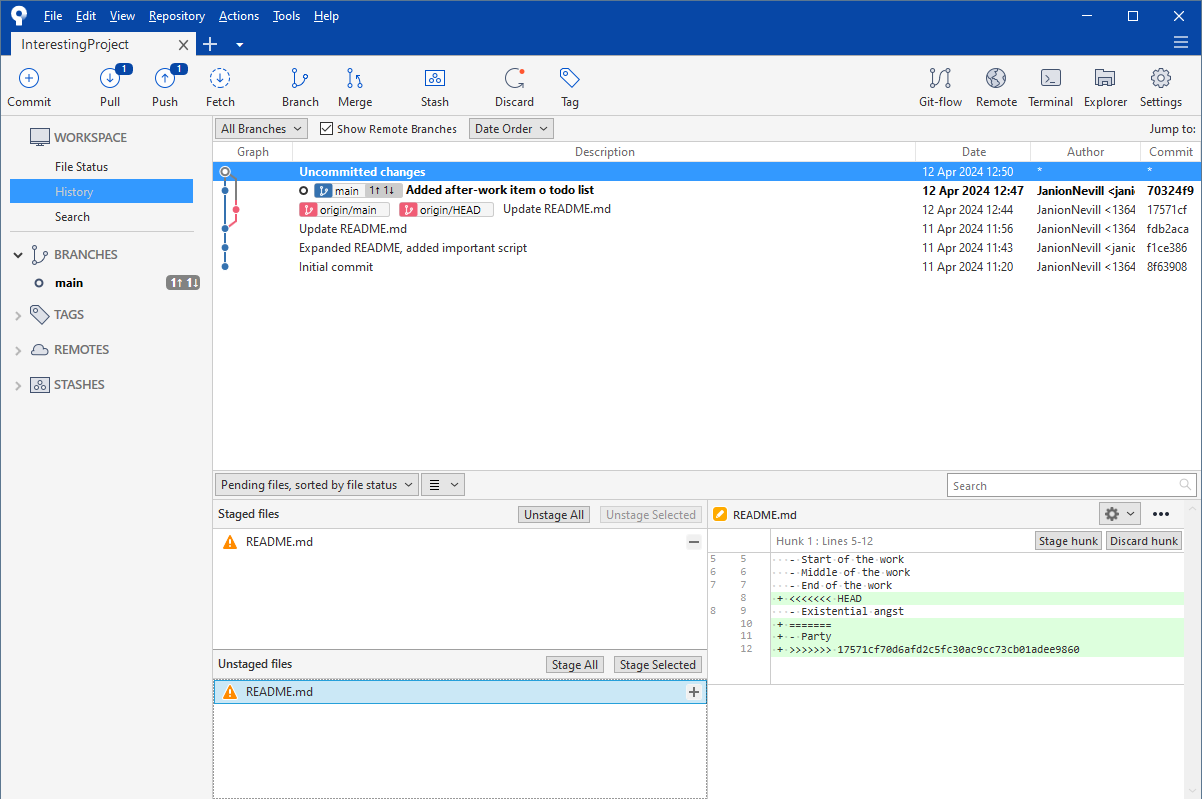 File Edit View Repository Actions Tools Help
InterestingProject
1 1
Commit Pull Push Fetch Branch Merge Stash Discard Tag Git-flow Remote Terminal Explorer Settings
WORKSPACE
File Status
History
Search
BRANCHES
main 1↑ 1↓
TAGS
REMOTES
STASHES
All Branches Show Remote Branches Date Order Jump to:
Graph Description Date Author Commit
Uncommitted changes 12 Apr 2024 12:50 * *
main 1↑ 1↓ Added after-work item o todo list 12 Apr 2024 12:47 JanionNevill <janic 70324f9
origin/main origin/HEAD Update README.md 12 Apr 2024 12:44 JanionNevill <1364 17571cf
Update README.md 11 Apr 2024 11:56 JanionNevill <1364 fdb2aca
Expanded README, added important script 11 Apr 2024 11:43 JanionNevill <janic f1ce386
Initial commit 11 Apr 2024 11:20 JanionNevill <1364 8f63908
Pending files, sorted by file status Search
Staged files Unstage All Unstage Selected
README.md
Unstaged files Stage All Stage Selected
README.md
README.md
Hunk 1 : Lines 5-12 Stage hunk Discard hunk
5 5 - Start of the work
6 6 - Middle of the work
7 7 - End of the work
8 + <<<<<<< HEAD
8 9 - Existential angst
10 + =======
11 + - Party
12 + >>>>>>> 17571cf70d6afd2c5fc30ac9cc73cb01adee9860